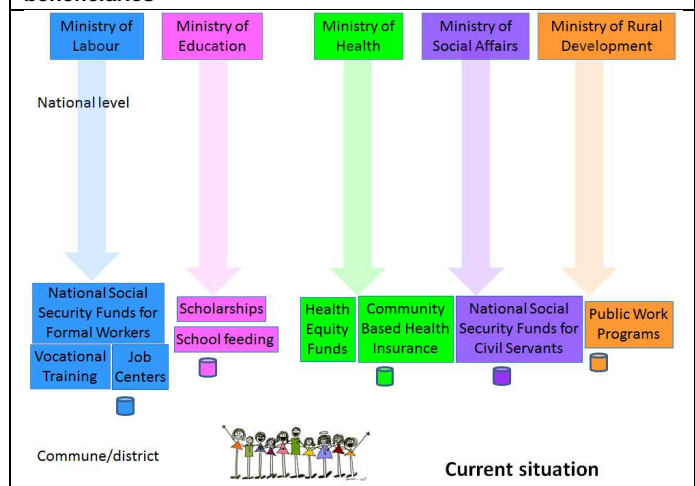 beneficiaries
Ministry of
Labour
Ministry of
Education
Ministry of
Health
Ministry of
Social Affairs
Ministry of Rural
Development
National level
National Social
Security Funds for
Formal Workers
Vocational
Training
Job
Centers
Scholarships
School feeding
Health
Equity
Funds
Community
Based Health
Insurance
National Social
Security Funds for
Civil Servants
Public Work
Programs
Commune/district
Current situation